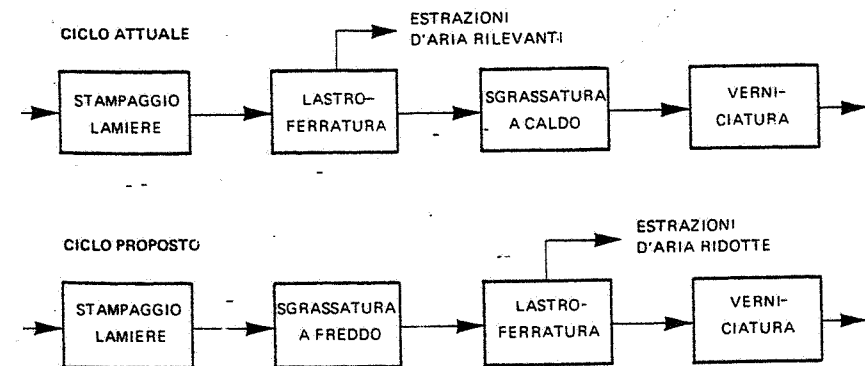 ESTRAZIONI
D'ARIA RILEVANTI
CICLO ATTUALE
STAMPAGGIO
LAMIERE
LASTRO-
FERRATURA
SGRASSATURA
A CALDO
VERNI-
CIATURA
ESTRAZIONI
D'ARIA RIDOTTE
CICLO PROPOSTO
STAMPAGGIO
LAMIERE
SGRASSATURA
A FREDDO
LASTRO-
FERRATURA
VERNI-
CIATURA